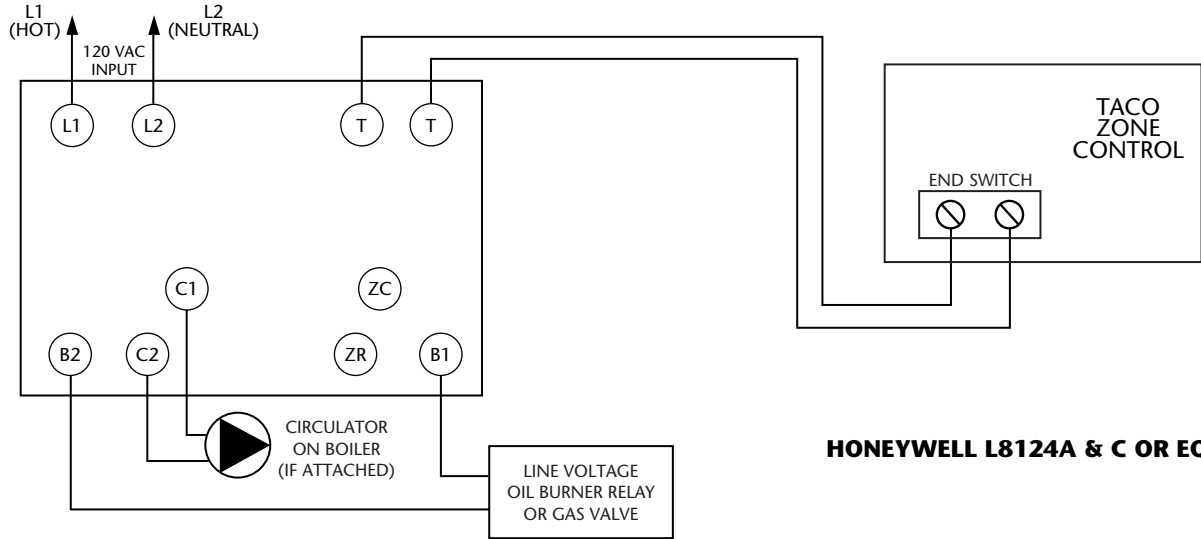 L1
(HOT)
L2
(NEUTRAL)
120 VAC
INPUT
L1
L2
T
T
TACO
ZONE
CONTROL
END SWITCH
C1
ZC
B2
C2
ZR
B1
CIRCULATOR
ON BOILER
(IF ATTACHED)
LINE VOLTAGE
OIL BURNER RELAY
OR GAS VALVE
HONEYWELL L8124A & C OR